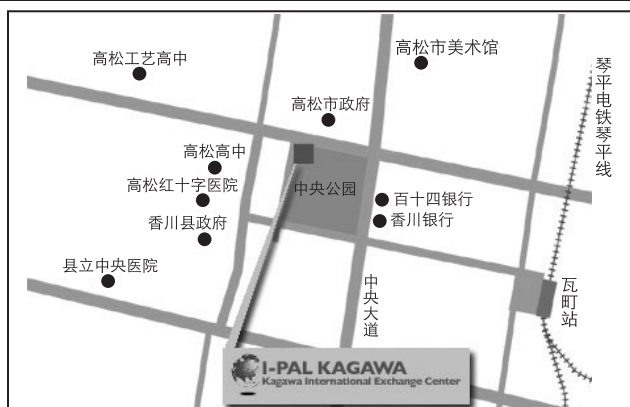 高松工艺高中
高松市美术馆
高松市政府
琴平电铁琴平线
高松高中
高松红十字医院
中央公园
百十四银行
香川县政府
香川银行
县立中央医院
中央大道
瓦町站
I-PAL KAGAWA
Kagawa International Exchange Center